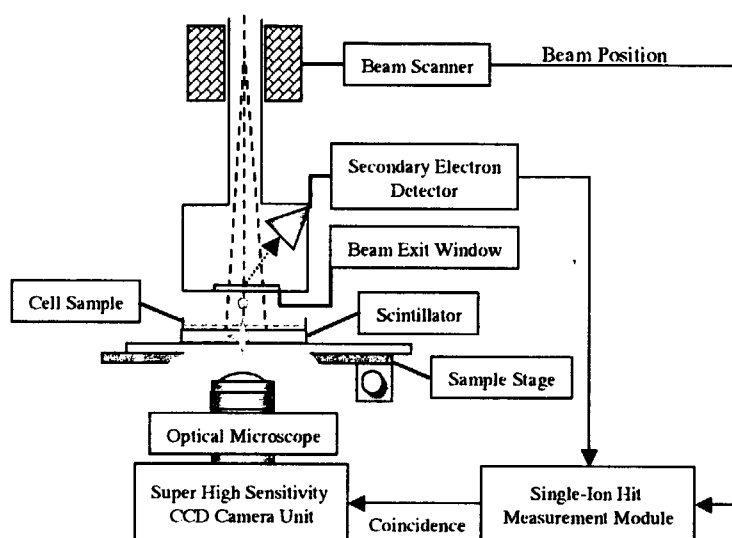 Beam Scanner
Beam Position
Secondary Electron
Detector
Beam Exit Window
Cell Sample
Scintillator
Sample Stage
Optical Microscope
Super High Sensitivity
CCD Camera Unit
Coincidence
Single-Ion Hit
Measurement Module